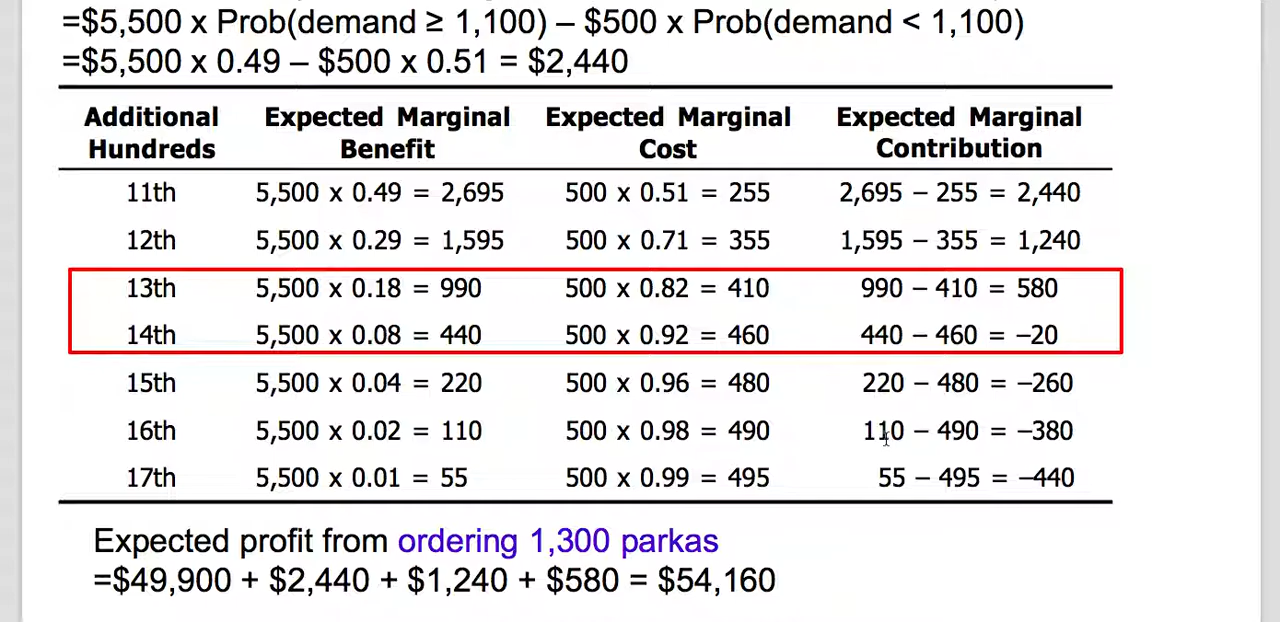 =$5,500 x Prob(demand ≥ 1,100) – $500 x Prob(demand < 1,100)
=$5,500 x 0.49 – $500 x 0.51 = $2,440
Additional Hundreds Expected Marginal Benefit Expected Marginal Cost Expected Marginal Contribution
11th 5,500 x 0.49 = 2,695 500 x 0.51 = 255 2,695 – 255 = 2,440
12th 5,500 x 0.29 = 1,595 500 x 0.71 = 355 1,595 – 355 = 1,240
13th 5,500 x 0.18 = 990 500 x 0.82 = 410 990 – 410 = 580
14th 5,500 x 0.08 = 440 500 x 0.92 = 460 440 – 460 = –20
15th 5,500 x 0.04 = 220 500 x 0.96 = 480 220 – 480 = –260
16th 5,500 x 0.02 = 110 500 x 0.98 = 490 110 – 490 = –380
17th 5,500 x 0.01 = 55 500 x 0.99 = 495 55 – 495 = –440
Expected profit from ordering 1,300 parkas
=$49,900 + $2,440 + $1,240 + $580 = $54,160